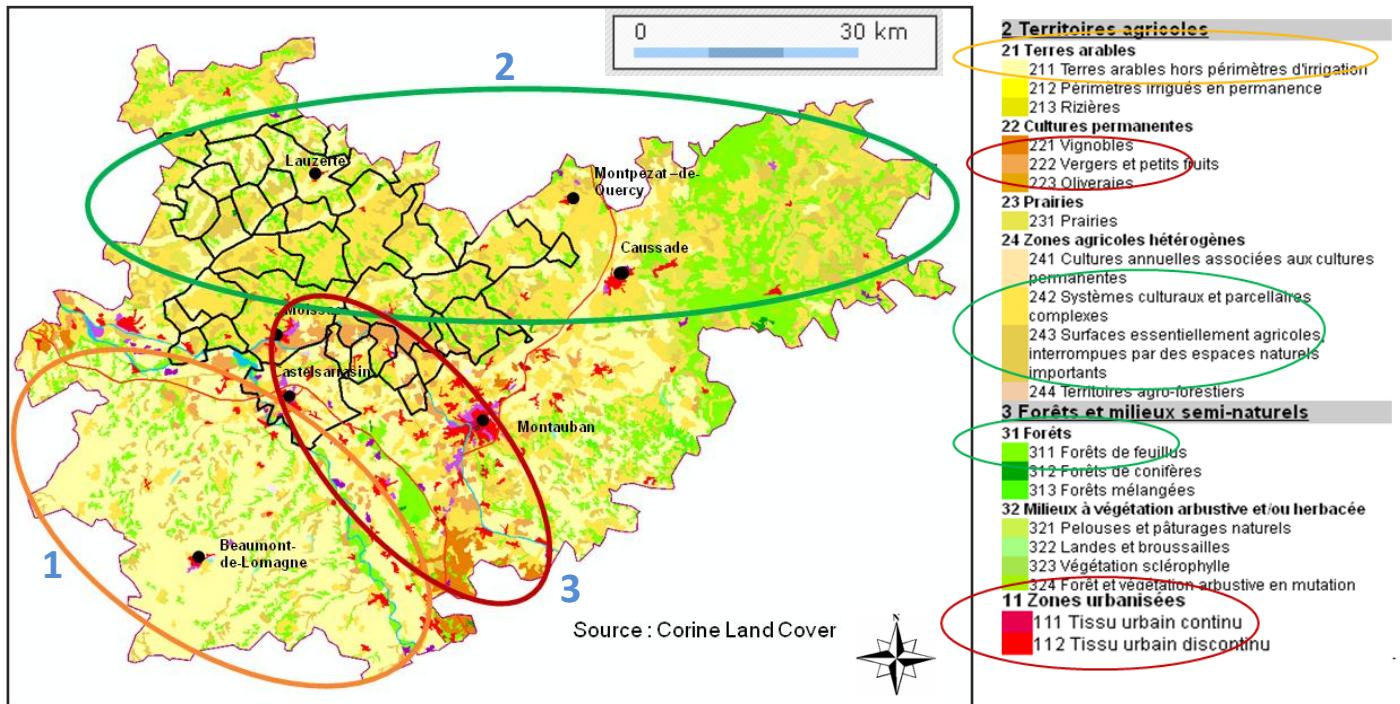 0 30 km
2
Lauzerte
Montpezat –de-
Quercy
Caussade
Moissac
Castelsarrasin
Montauban
Beaumont-
de-Lomagne
1
3
Source : Corine Land Cover
N
2 Territoires agricoles
21 Terres arables
211 Terres arables hors périmètres d'irrigation
212 Périmètres irrigués en permanence
213 Rizières
22 Cultures permanentes
221 Vignobles
222 Vergers et petits fruits
223 Oliveraies
23 Prairies
231 Prairies
24 Zones agricoles hétérogènes
241 Cultures annuelles associées aux cultures
permanentes
242 Systèmes culturaux et parcellaires
complexes
243 Surfaces essentiellement agricoles,
interrompues par des espaces naturels
importants
244 Territoires agro-forestiers
3 Forêts et milieux semi-naturels
31 Forêts
311 Forêts de feuillus
312 Forêts de conifères
313 Forêts mélangées
32 Milieux à végétation arbustive et/ou herbacée
321 Pelouses et pâturages naturels
322 Landes et broussailles
323 Végétation sclérophylle
324 Forêt et végétation arbustive en mutation
11 Zones urbanisées
111 Tissu urbain continu
112 Tissu urbain discontinu